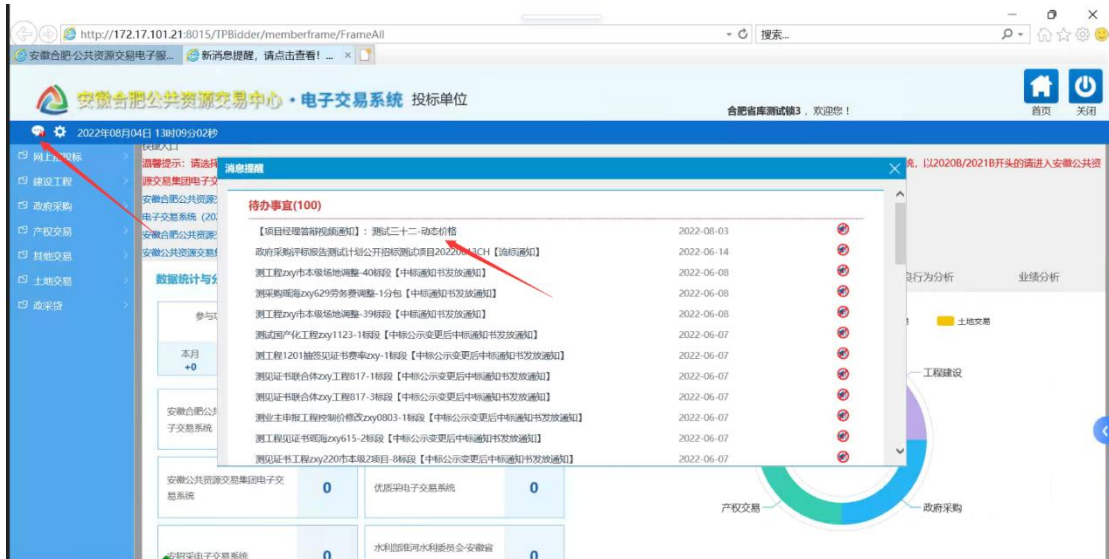 http://172.17.101.21:8015/TPBidder/memberframe/FrameAll
搜索...
安徽合肥公共资源交易电子服...
新消息提醒，请点击查看！...
安徽合肥公共资源交易中心·电子交易系统 投标单位
合肥省库测试锁3，欢迎您！
首页
关闭
2022年08月04日 13时09分02秒
快捷入口
网上招投标
建设工程
政府采购
产权交易
其他交易
土地交易
政采贷
温馨提示：请选择
统，以2020B/2021B开头的请进入安徽公共资
源交易集团电子交
安徽合肥公共资源
电子交易系统（20
安徽合肥公共资源
安徽公共资源交易
消息提醒
待办事宜(100)
【项目经理答辩视频通知】：测试三十二-动态价格 2022-08-03
政府采购评标报告测试计划公开招标测试项目20220613CH【流标通知】 2022-06-14
测工程zxy市本级场地调整-40标段【中标通知书发放通知】 2022-06-08
测采购瑶海zxy629劳务费调整-1分包【中标通知书发放通知】 2022-06-08
测工程zxy市本级场地调整-39标段【中标通知书发放通知】 2022-06-08
测试国产化工程zxy1123-1标段【中标公示变更后中标通知书发放通知】 2022-06-07
测工程1201抽签见证书费率zxy-1标段【中标公示变更后中标通知书发放通知】 2022-06-07
测见证书联合体zxy工程817-1标段【中标公示变更后中标通知书发放通知】 2022-06-07
测见证书联合体zxy工程817-3标段【中标公示变更后中标通知书发放通知】 2022-06-07
测业主申报工程控制价修改zxy0803-1标段【中标公示变更后中标通知书发放通知】 2022-06-07
测工程见证书瑶海zxy615-2标段【中标公示变更后中标通知书发放通知】 2022-06-07
测见证书工程zxy220市本级2项目-8标段【中标公示变更后中标通知书发放通知】 2022-06-07
数据统计与分
行为分析
业绩分析
参与项
本月
+0
土地交易
工程建设
产权交易
政府采购
安徽合肥公共
子交易系统
安徽公共资源交易集团电子交
易系统
0
优质采电子交易系统
0
安招采电子交易系统
0
水利部淮河水利委员会·安徽省
0